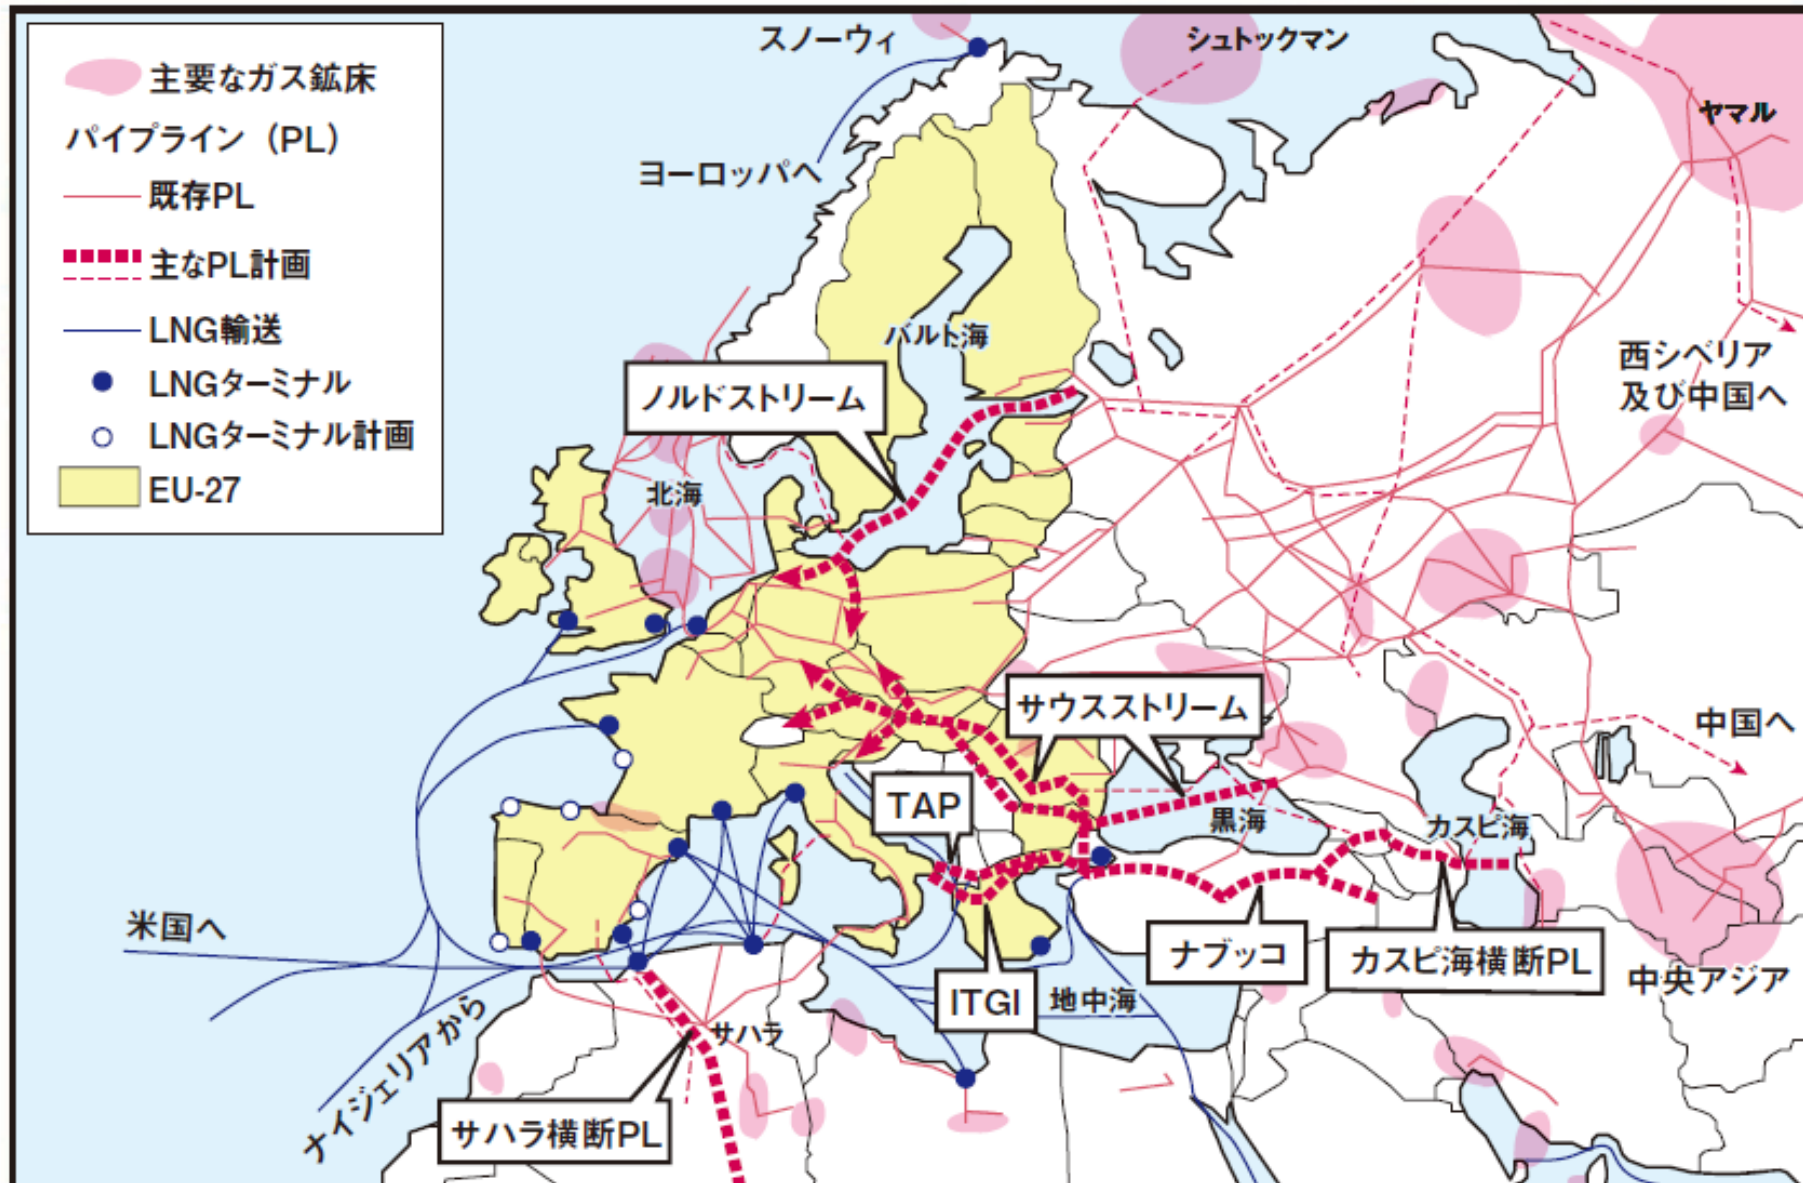 主要なガス鉱床
パイプライン（PL）
既存PL
主なPL計画
LNG輸送
LNGターミナル
LNGターミナル計画
EU-27
スノーウィ
シュトックマン
ヤマル
ヨーロッパへ
バルト海
西シベリア
及び中国へ
ノルドストリーム
北海
サウスストリーム
中国へ
TAP
黒海
カスピ海
米国へ
ナブッコ
カスピ海横断PL
中央アジア
ITGI
地中海
サハラ
ナイジェリアから
サハラ横断PL